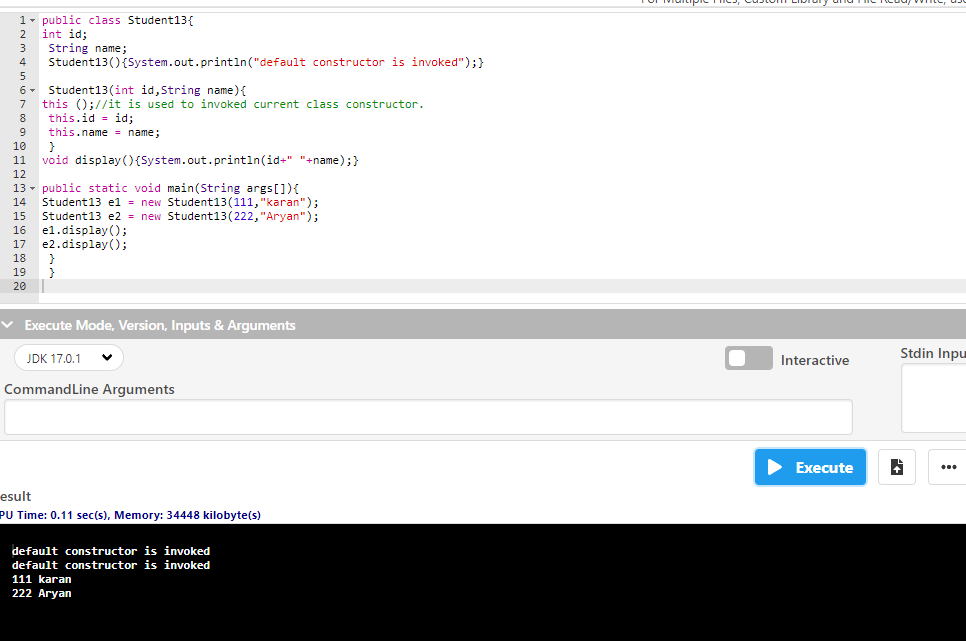 For Multiple Files, Custom Library and File Read/Write, use
1 public class Student13{
2 int id;
3 String name;
4 Student13(){System.out.println("default constructor is invoked");}
5
6 Student13(int id,String name){
7 this ();//it is used to invoked current class constructor.
8 this.id = id;
9 this.name = name;
10 }
11 void display(){System.out.println(id+" "+name);}
12
13 public static void main(String args[]){
14 Student13 e1 = new Student13(111,"karan");
15 Student13 e2 = new Student13(222,"Aryan");
16 e1.display();
17 e2.display();
18 }
19 }
20
Execute Mode, Version, Inputs & Arguments
JDK 17.0.1
Interactive
Stdin Inpu
CommandLine Arguments
Execute
esult
PU Time: 0.11 sec(s), Memory: 34448 kilobyte(s)
default constructor is invoked
default constructor is invoked
111 karan
222 Aryan